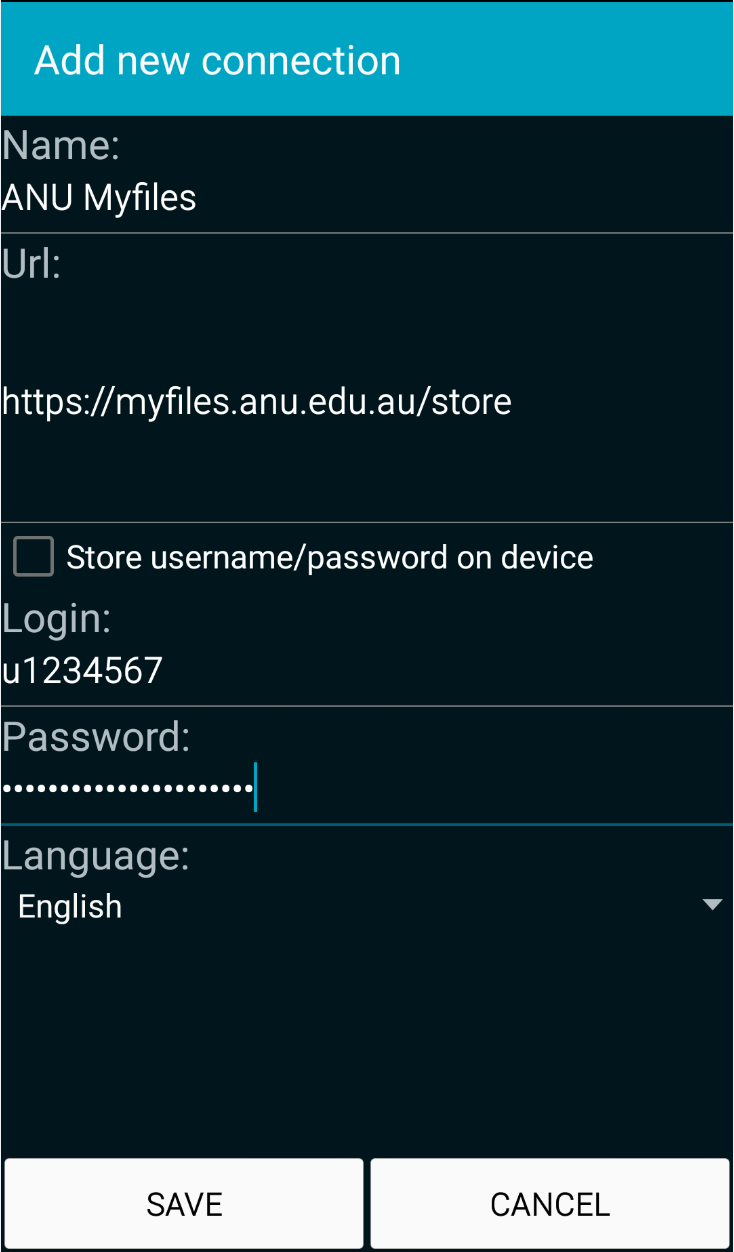 Add new connection
Name:
ANU Myfiles
Url:
https://myfiles.anu.edu.au/store
Store username/password on device
Login:
u1234567
Password:
••••••••••••••••••••••
Language:
English
SAVE CANCEL